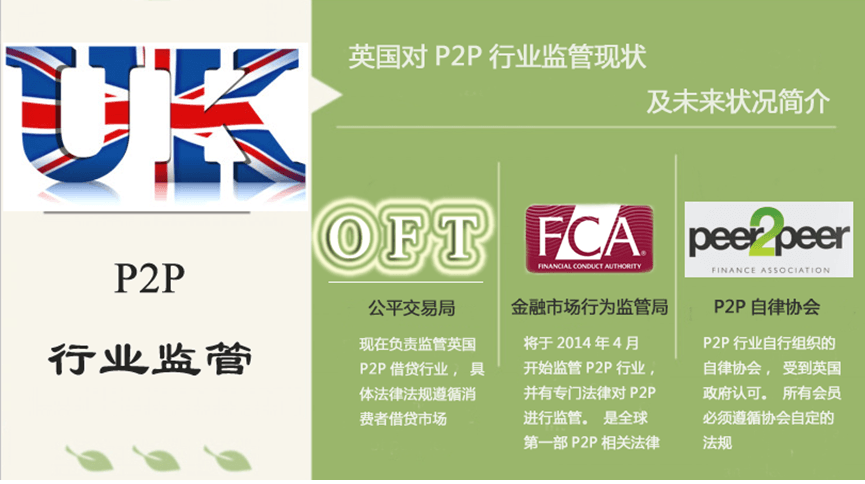 UK
P2P
行业监管
英国对 P2P 行业监管现状
及未来状况简介
OFT
公平交易局
现在负责监管英国
P2P 借贷行业，具
体法律法规遵循消
费者借贷市场
FCA
FINANCIAL CONDUCT AUTHORITY
金融市场行为监管局
将于 2014 年 4 月
开始监管 P2P 行业，
并有专门法律对 P2P
进行监管。 是全球
第一部 P2P 相关法律
peer2peer
FINANCE ASSOCIATION
P2P 自律协会
P2P 行业自行组织的
自律协会， 受到英国
政府认可。 所有会员
必须遵循协会自定的
法规